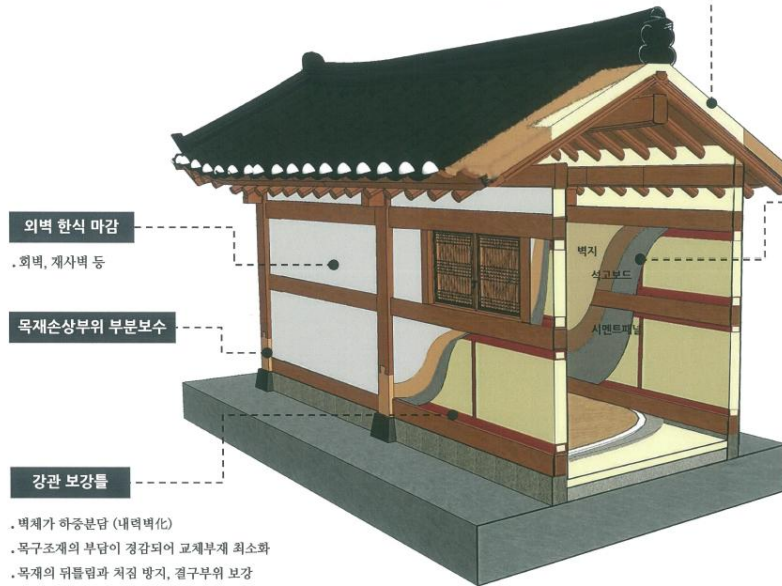 외벽 한식 마감
. 회벽, 재사벽 등
목재손상부위 부분보수
강관 보강틀
. 벽체가 하중분담 (내력벽化)
. 목구조재의 부담이 경감되어 교체부재 최소화
. 목재의 뒤틀림과 처짐 방지, 결구부위 보강
벽지
석고보드
시멘트패널